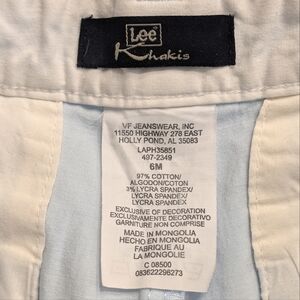 Lee
Khakis
VF JEANSWEAR, INC
11550 HIGHWAY 278 EAST
HOLLY POND, AL 35083
LAPH35851
497-2349
6M
97% COTTON/
ALGODON/COTON
3% LYCRA SPANDEX/
LYCRA SPANDEX/
LYCRA SPANDEX
EXCLUSIVE OF DECORATION
EXCLUSIVAMENTE DECORATIVO
GARNITURE NON COMPRISE
MADE IN MONGOLIA
HECHO EN MONGOLIA
FABRIQUE AU
LA MONGOLIE
C 08500
083622296273